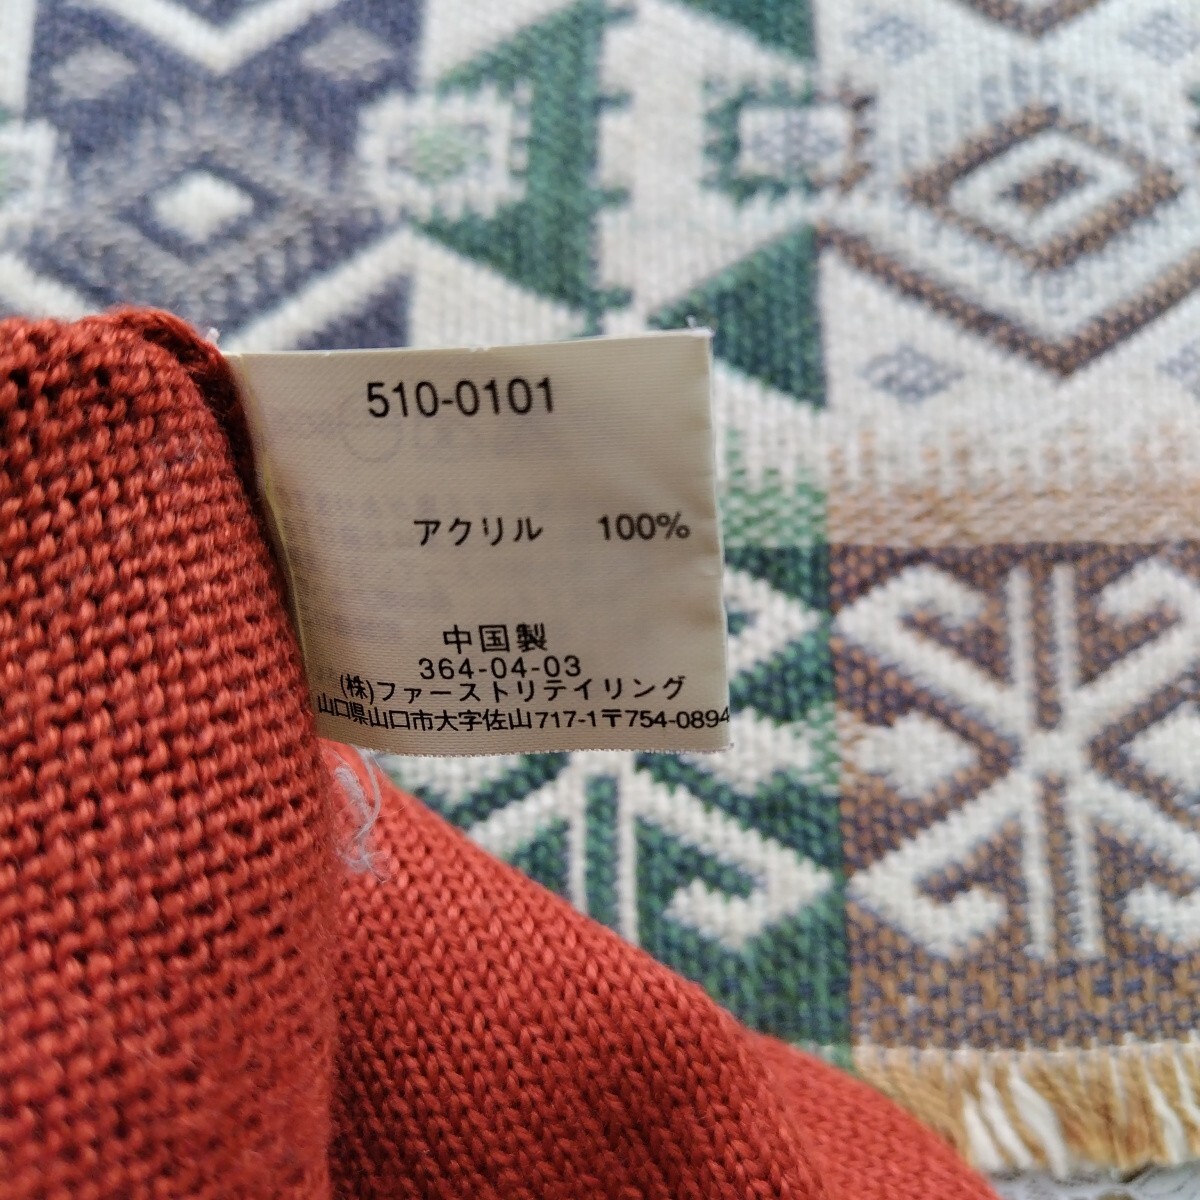 510-0101
アクリル 100%
中国製
364-04-03
(株)ファーストリテイリング
山口県山口市大字佐山717-1〒754-0894